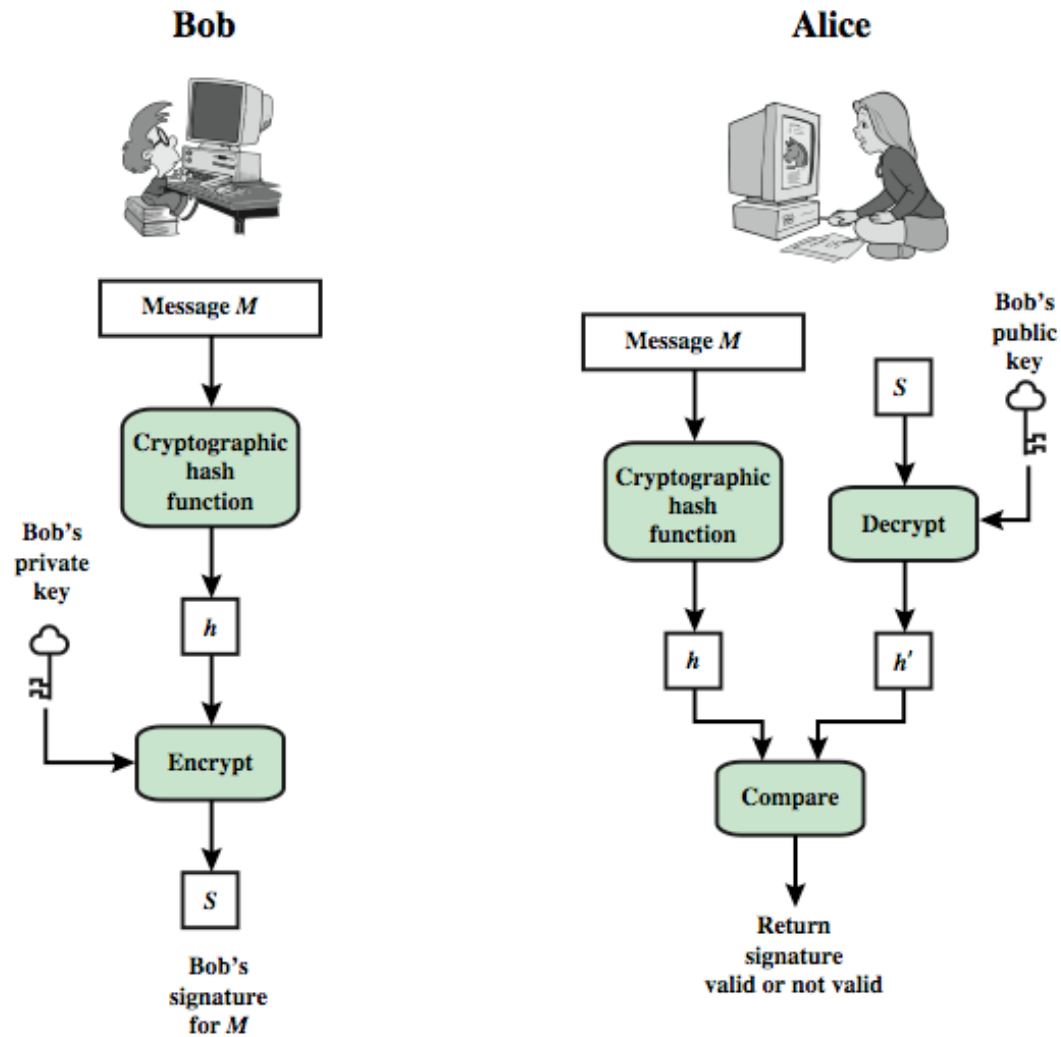 Bob
Message M
Cryptographic
hash
function
Bob's
private
key
h
Encrypt
S
Bob's
signature
for M
Alice
Message M
Bob's
public
key
S
Cryptographic
hash
function
Decrypt
h
h′
Compare
Return
signature
valid or not valid